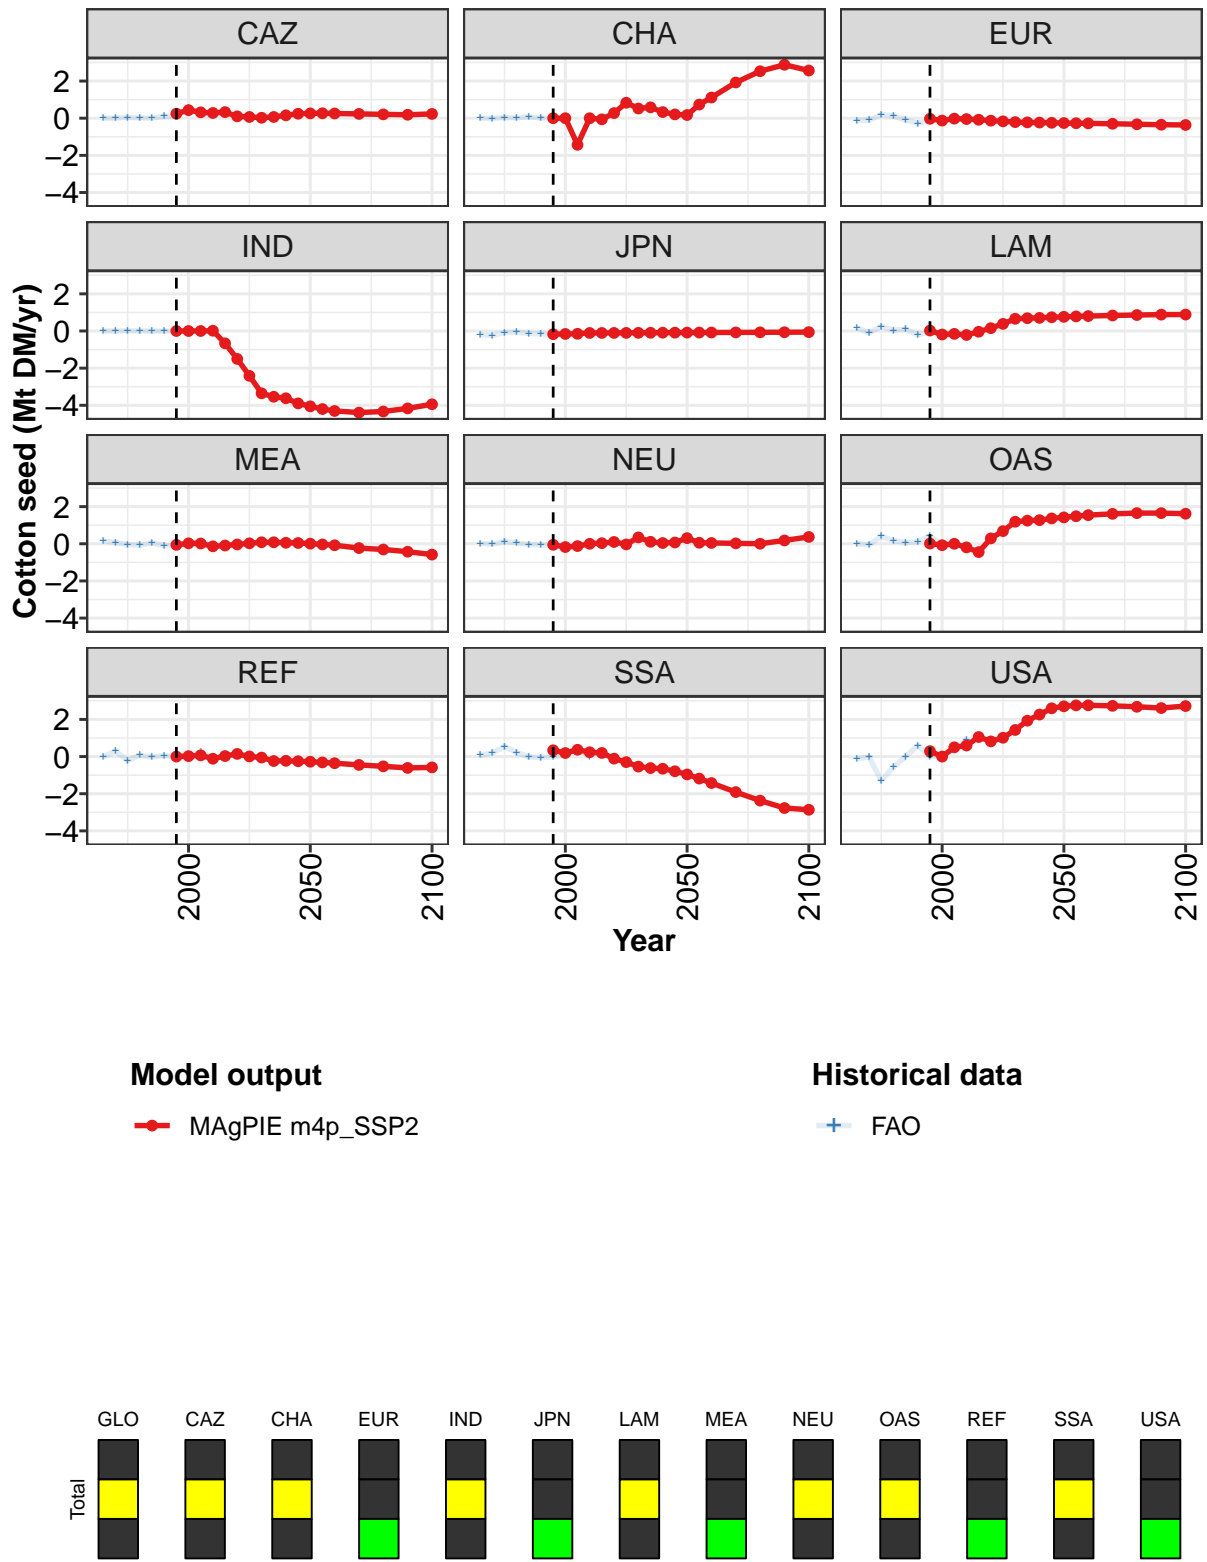 CAZ CHA EUR
2
0
−2
−4
IND JPN LAM
2
0
−2
−4
MEA NEU OAS
2
0
−2
−4
REF SSA USA
2
0
−2
−4
Cotton seed (Mt DM/yr)
2000 2050 2100 2000 2050 2100 2000 2050 2100
Year
Model output Historical data
MAgPIE m4p_SSP2 FAO
GLO CAZ CHA EUR IND JPN LAM MEA NEU OAS REF SSA USA
Total